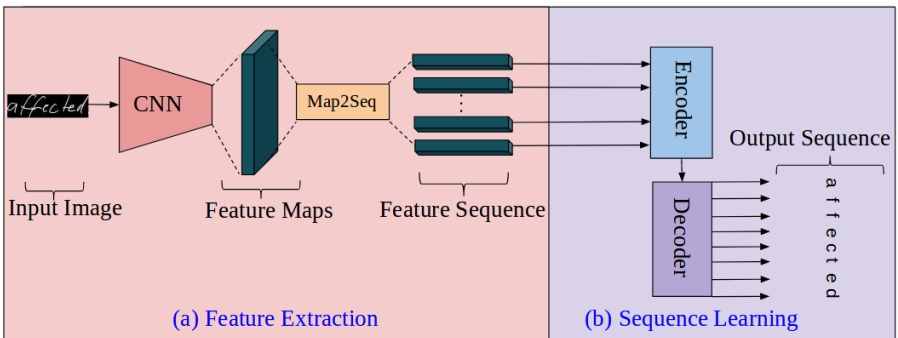 affected
CNN
Map2Seq
Encoder
Decoder
Input Image
Feature Maps
Feature Sequence
Output Sequence
a
f
f
e
c
t
e
d
(a) Feature Extraction
(b) Sequence Learning